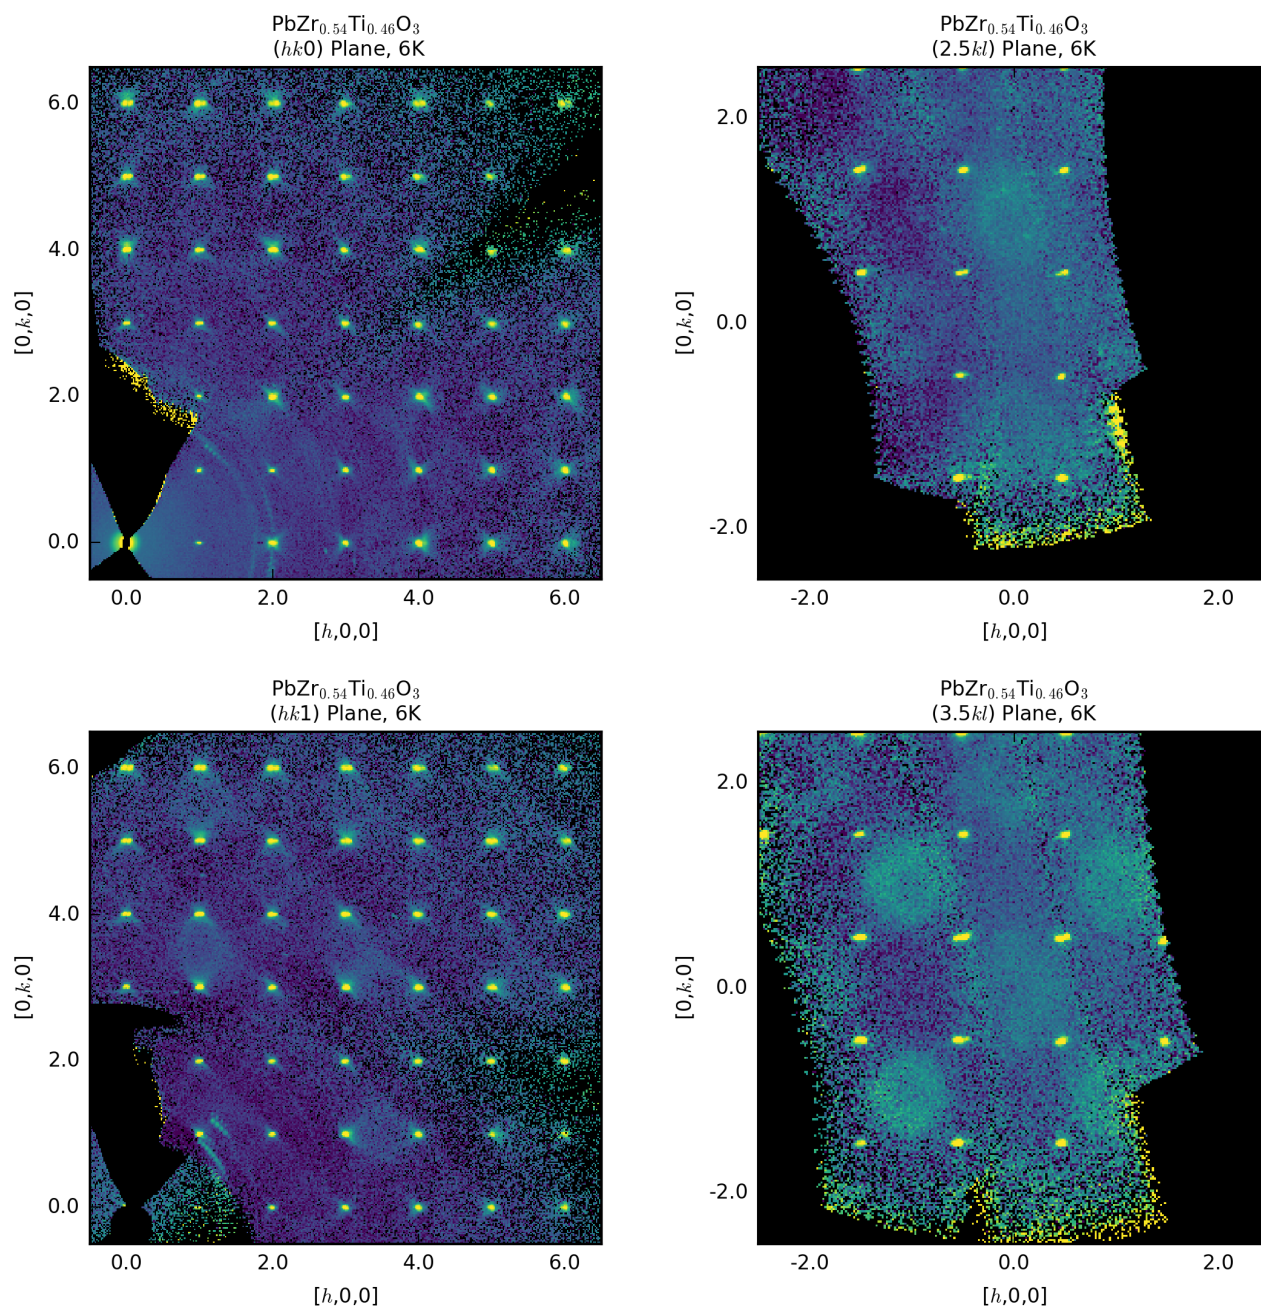 PbZr0.54Ti0.46O3
(hk0) Plane, 6K
6.0
4.0
2.0
0.0
[0,k,0]
0.0 2.0 4.0 6.0
[h,0,0]
PbZr0.54Ti0.46O3
(2.5kl) Plane, 6K
2.0
0.0
-2.0
[0,k,0]
-2.0 0.0 2.0
[h,0,0]
PbZr0.54Ti0.46O3
(hk1) Plane, 6K
6.0
4.0
2.0
0.0
[0,k,0]
0.0 2.0 4.0 6.0
[h,0,0]
PbZr0.54Ti0.46O3
(3.5kl) Plane, 6K
2.0
0.0
-2.0
[0,k,0]
-2.0 0.0 2.0
[h,0,0]